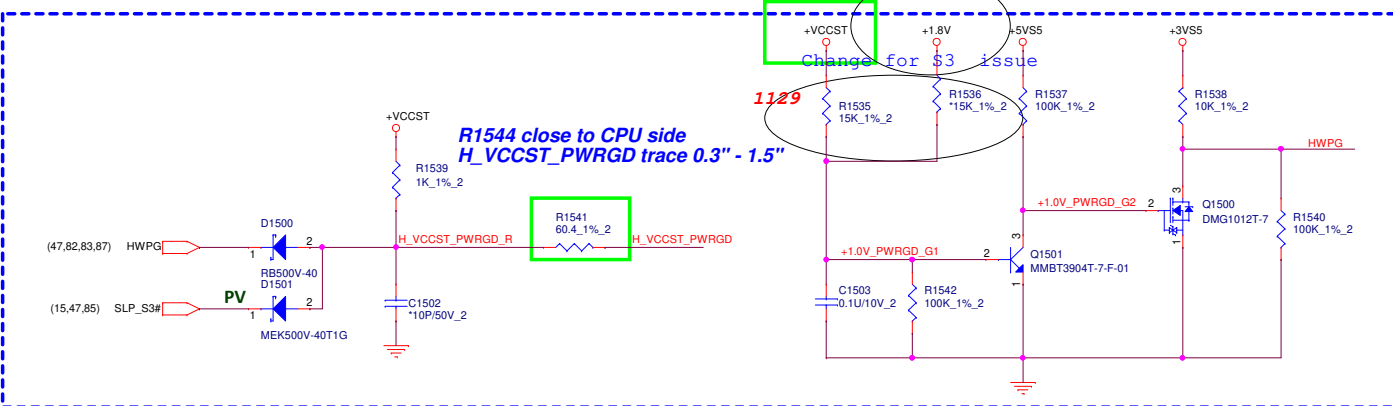 +VCCST
+1.8V
+5VS5
+3VS5
Change for S3 issue
1129
R1535
15K_1%_2
R1536
*15K_1%_2
R1537
100K_1%_2
R1538
10K_1%_2
+VCCST
R1544 close to CPU side
H_VCCST_PWRGD trace 0.3" - 1.5"
R1539
1K_1%_2
HWPG
3
+1.0V_PWRGD_G2
2
Q1500
DMG1012T-7
1
R1540
100K_1%_2
R1541
60.4_1%_2
D1500
(47,82,83,87)
HWPG
1
2
H_VCCST_PWRGD_R
H_VCCST_PWRGD
RB500V-40
D1501
3
+1.0V_PWRGD_G1
2
Q1501
MMBT3904T-7-F-01
1
PV
(15,47,85)
SLP_S3#
1
2
MEK500V-40T1G
C1502
*10P/50V_2
C1503
0.1U/10V_2
R1542
100K_1%_2